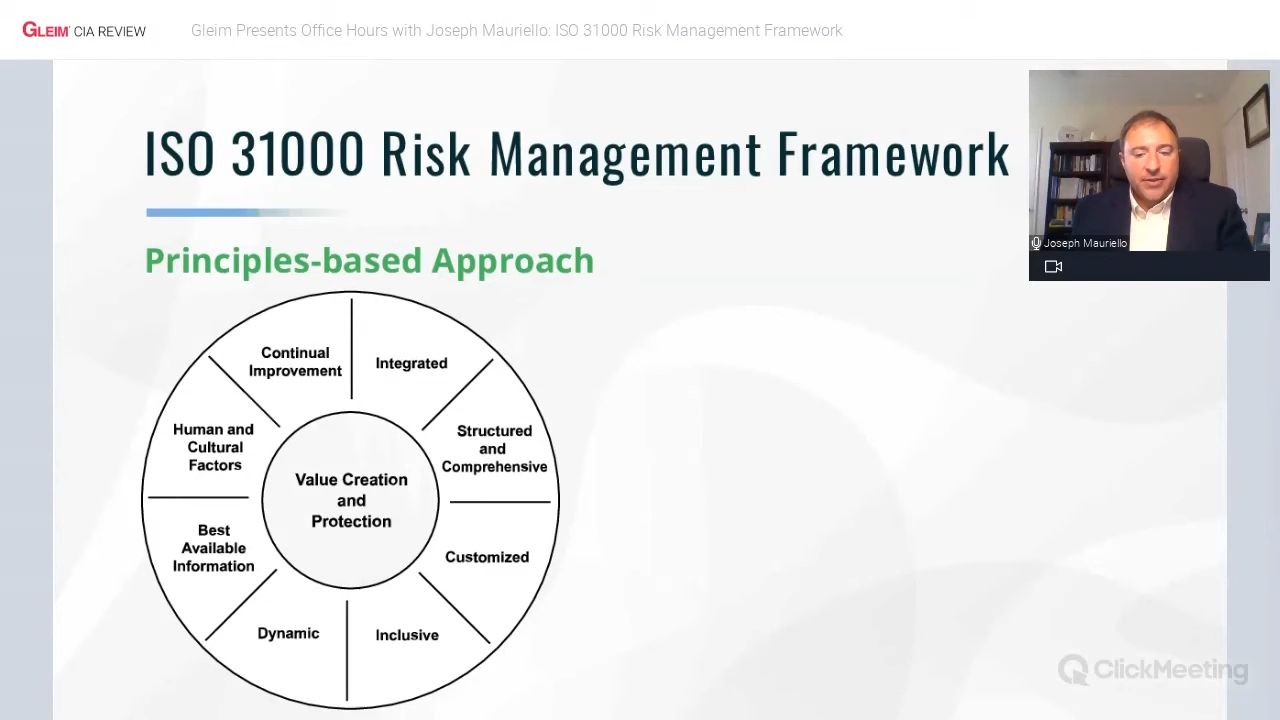 GLEIM CIA REVIEW
Gleim Presents Office Hours with Joseph Mauriello: ISO 31000 Risk Management Framework
ISO 31000 Risk Management Framework
Joseph Mauriello
Principles-based Approach
Continual
Improvement
Integrated
Structured
and
Comprehensive
Customized
Inclusive
Dynamic
Best
Available
Information
Human and
Cultural
Factors
Value Creation
and
Protection
ClickMeeting